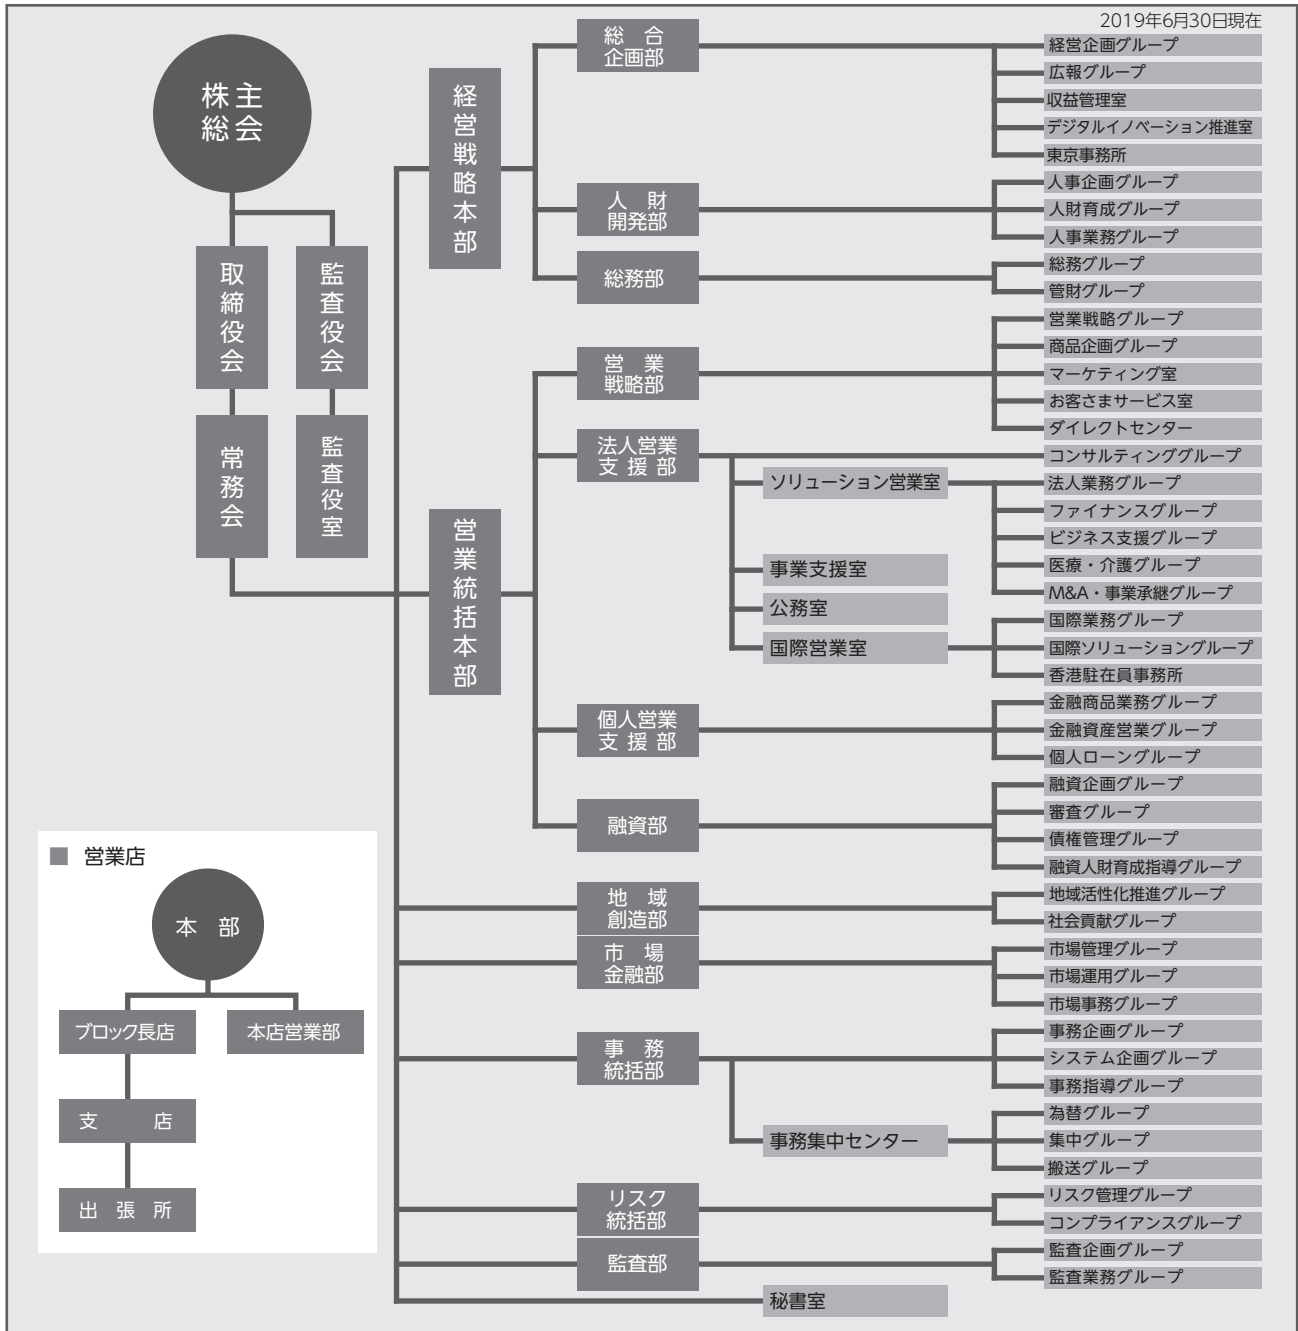 2019年6月30日現在
株主
総会
取締役会
監査役会
常務会
監査役室
経営戦略本部
総合
企画部
経営企画グループ
広報グループ
収益管理室
デジタルイノベーション推進室
東京事務所
人財
開発部
人事企画グループ
人財育成グループ
人事業務グループ
総務部
総務グループ
管財グループ
営業統括本部
営業
戦略部
営業戦略グループ
商品企画グループ
マーケティング室
お客さまサービス室
ダイレクトセンター
法人営業
支援部
コンサルティンググループ
ソリューション営業室
法人業務グループ
ファイナンスグループ
ビジネス支援グループ
医療・介護グループ
M&A・事業承継グループ
事業支援室
公務室
国際営業室
国際業務グループ
国際ソリューショングループ
香港駐在員事務所
個人営業
支援部
金融商品業務グループ
金融資産営業グループ
個人ローングループ
融資部
融資企画グループ
審査グループ
債権管理グループ
融資人財育成指導グループ
地域
創造部
地域活性化推進グループ
社会貢献グループ
市場
金融部
市場管理グループ
市場運用グループ
市場事務グループ
事務
統括部
事務企画グループ
システム企画グループ
事務指導グループ
事務集中センター
為替グループ
集中グループ
搬送グループ
リスク
統括部
リスク管理グループ
コンプライアンスグループ
監査部
監査企画グループ
監査業務グループ
秘書室
■ 営業店
本部
ブロック長店
本店営業部
支店
出張所